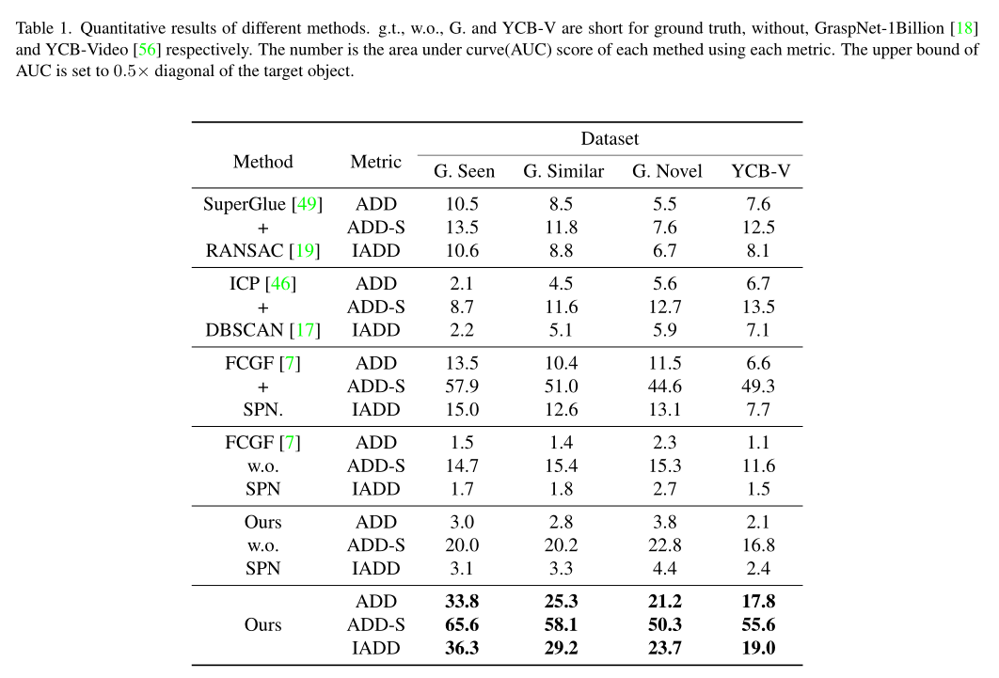 Table 1. Quantitative results of different methods. g.t., w.o., G. and YCB-V are short for ground truth, without, GraspNet-1Billion [18]
and YCB-Video [56] respectively. The number is the area under curve(AUC) score of each methed using each metric. The upper bound of
AUC is set to 0.5× diagonal of the target object.
Dataset
Method Metric
G. Seen G. Similar G. Novel YCB-V
SuperGlue [49] ADD 10.5 8.5 5.5 7.6
+ ADD-S 13.5 11.8 7.6 12.5
RANSAC [19] IADD 10.6 8.8 6.7 8.1
ICP [46] ADD 2.1 4.5 5.6 6.7
+ ADD-S 8.7 11.6 12.7 13.5
DBSCAN [17] IADD 2.2 5.1 5.9 7.1
FCGF [7] ADD 13.5 10.4 11.5 6.6
+ ADD-S 57.9 51.0 44.6 49.3
SPN. IADD 15.0 12.6 13.1 7.7
FCGF [7] ADD 1.5 1.4 2.3 1.1
w.o. ADD-S 14.7 15.4 15.3 11.6
SPN IADD 1.7 1.8 2.7 1.5
Ours ADD 3.0 2.8 3.8 2.1
w.o. ADD-S 20.0 20.2 22.8 16.8
SPN IADD 3.1 3.3 4.4 2.4
ADD 33.8 25.3 21.2 17.8
Ours ADD-S 65.6 58.1 50.3 55.6
IADD 36.3 29.2 23.7 19.0